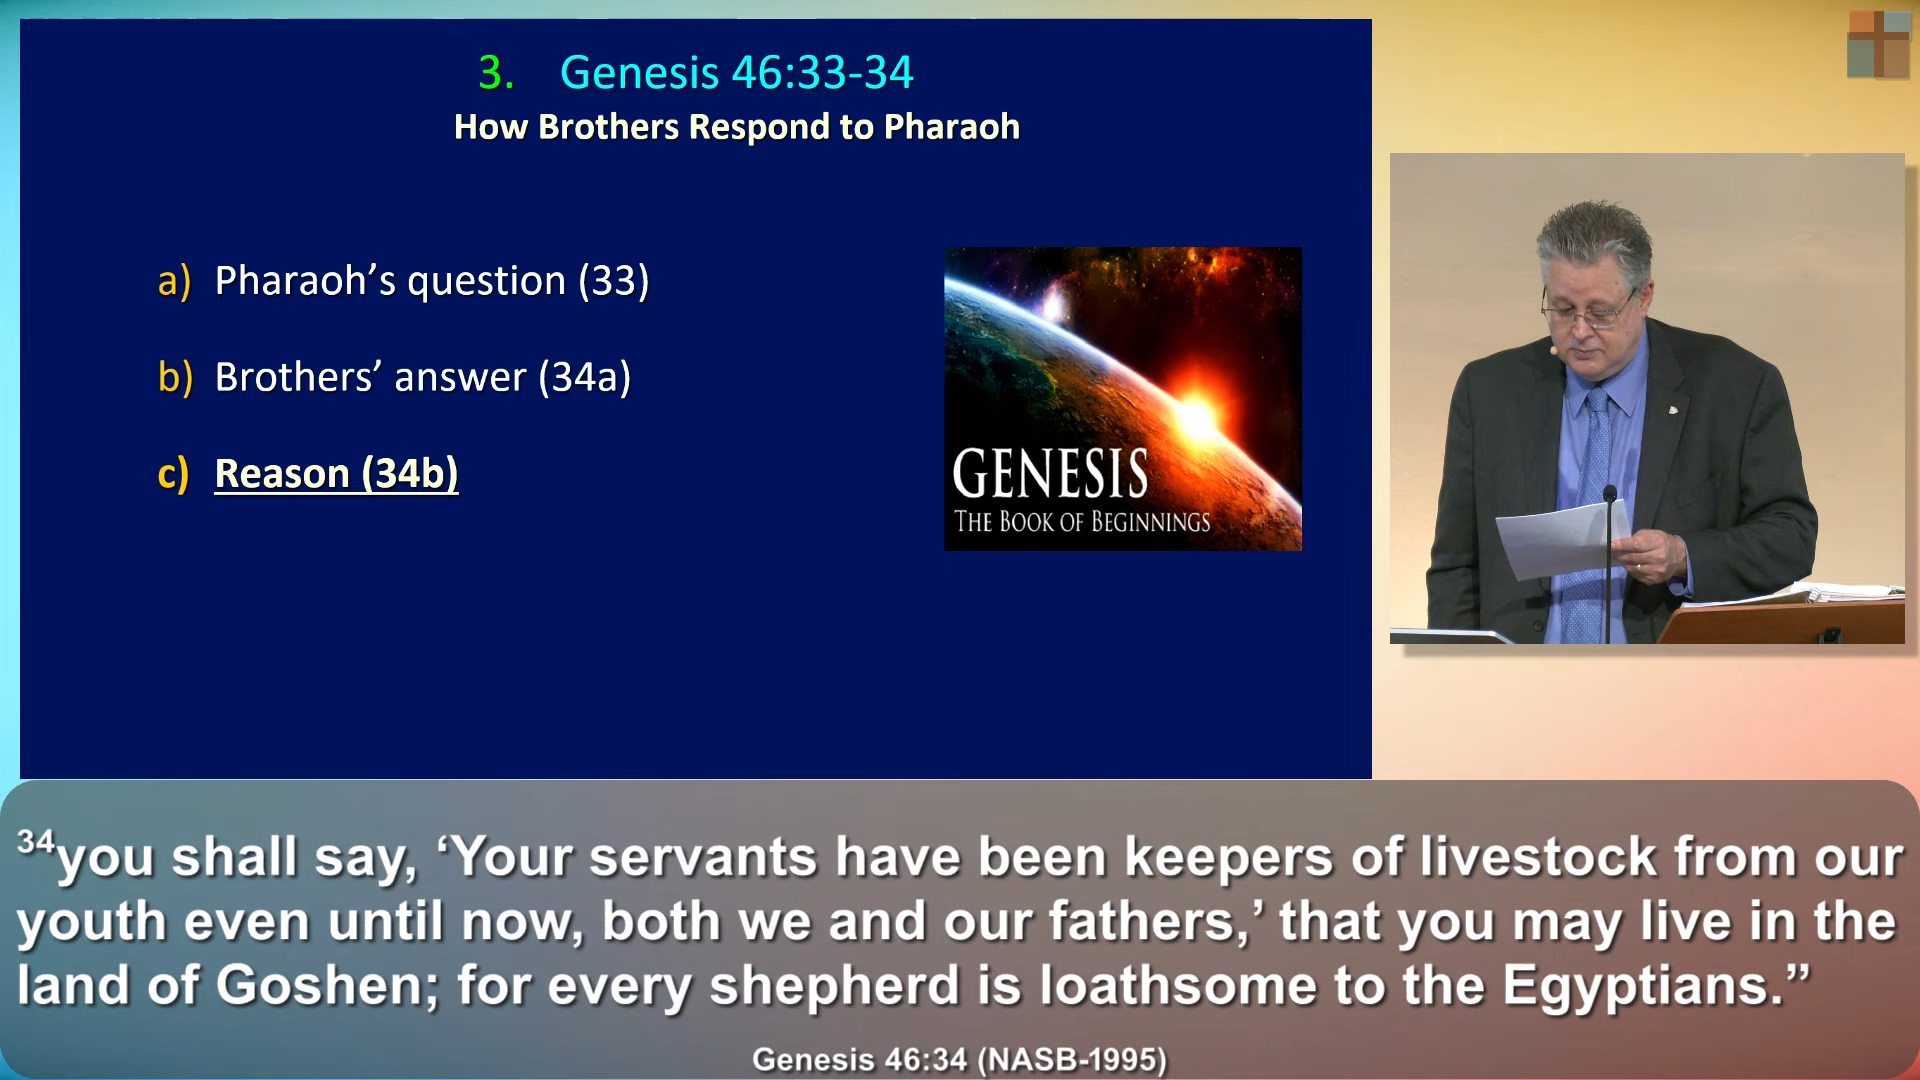 3. Genesis 46:33-34
How Brothers Respond to Pharaoh
a) Pharaoh’s question (33)
b) Brothers’ answer (34a)
c) Reason (34b)
GENESIS
THE BOOK OF BEGINNINGS
34you shall say, ‘Your servants have been keepers of livestock from our
youth even until now, both we and our fathers,’ that you may live in the
land of Goshen; for every shepherd is loathsome to the Egyptians.”
Genesis 46:34 (NASB-1995)